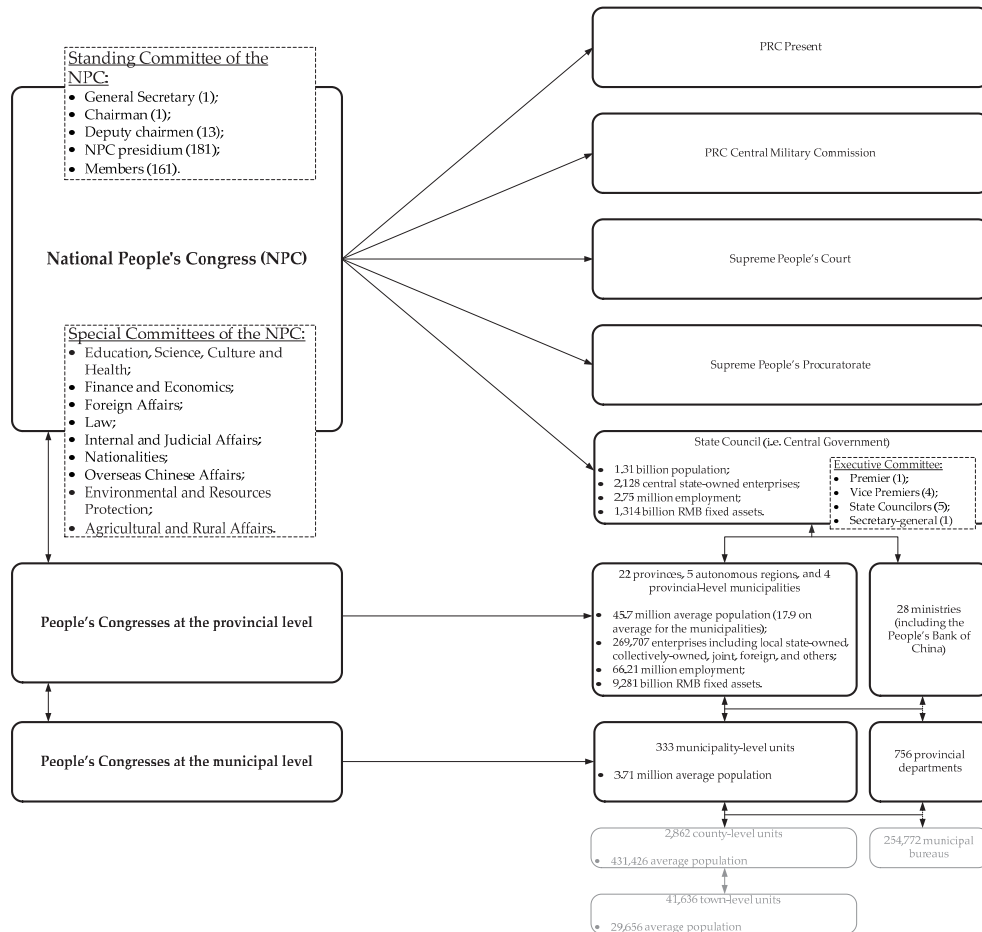 Standing Committee of the
NPC:
• General Secretary (1);
• Chairman (1);
• Deputy chairmen (13);
• NPC presidium (181);
• Members (161).
National People's Congress (NPC)
Special Committees of the NPC:
• Education, Science, Culture and
Health;
• Finance and Economics;
• Foreign Affairs;
• Law;
• Internal and Judicial Affairs;
• Nationalities;
• Overseas Chinese Affairs;
• Environmental and Resources
Protection;
• Agricultural and Rural Affairs.
PRC Present
PRC Central Military Commission
Supreme People's Court
Supreme People's Procuratorate
State Council (i.e. Central Government)
• 1,31 billion population;
• 2,128 central state-owned enterprises;
• 2,75 million employment;
• 1,314 billion RMB fixed assets.
Executive Committee:
• Premier (1);
• Vice Premiers (4);
• State Councilors (5);
• Secretary-general (1)
People's Congresses at the provincial level
22 provinces, 5 autonomous regions, and 4
provincial-level municipalities
• 45.7 million average population (17.9 on
average for the municipalities);
• 269,707 enterprises including local state-owned,
collectively-owned, joint, foreign, and others;
• 66,21 million employment;
• 9,281 billion RMB fixed assets.
28 ministries
(including the
People's Bank of
China)
People's Congresses at the municipal level
333 municipality-level units
• 3.71 million average population
756 provincial
departments
2,862 county-level units
• 431,426 average population
254,772 municipal
bureaus
41,636 town-level units
• 29,656 average population